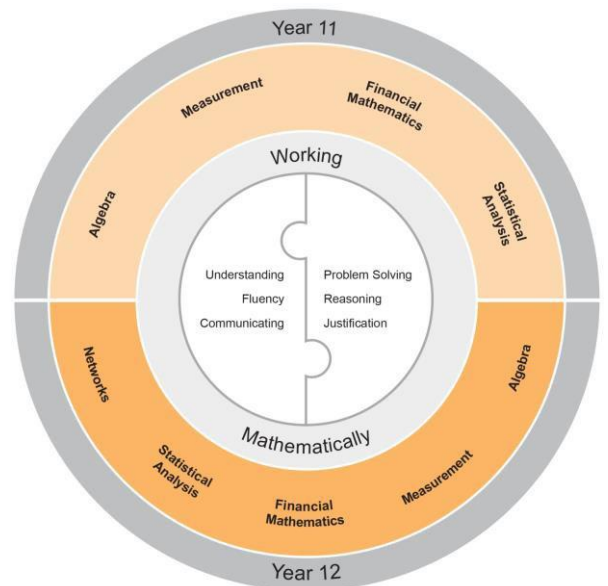 Year 11
Algebra
Measurement
Financial
Mathematics
Statistical
Analysis
Working
Understanding
Fluency
Communicating
Problem Solving
Reasoning
Justification
Mathematically
Networks
Statistical
Analysis
Financial
Mathematics
Measurement
Algebra
Year 12